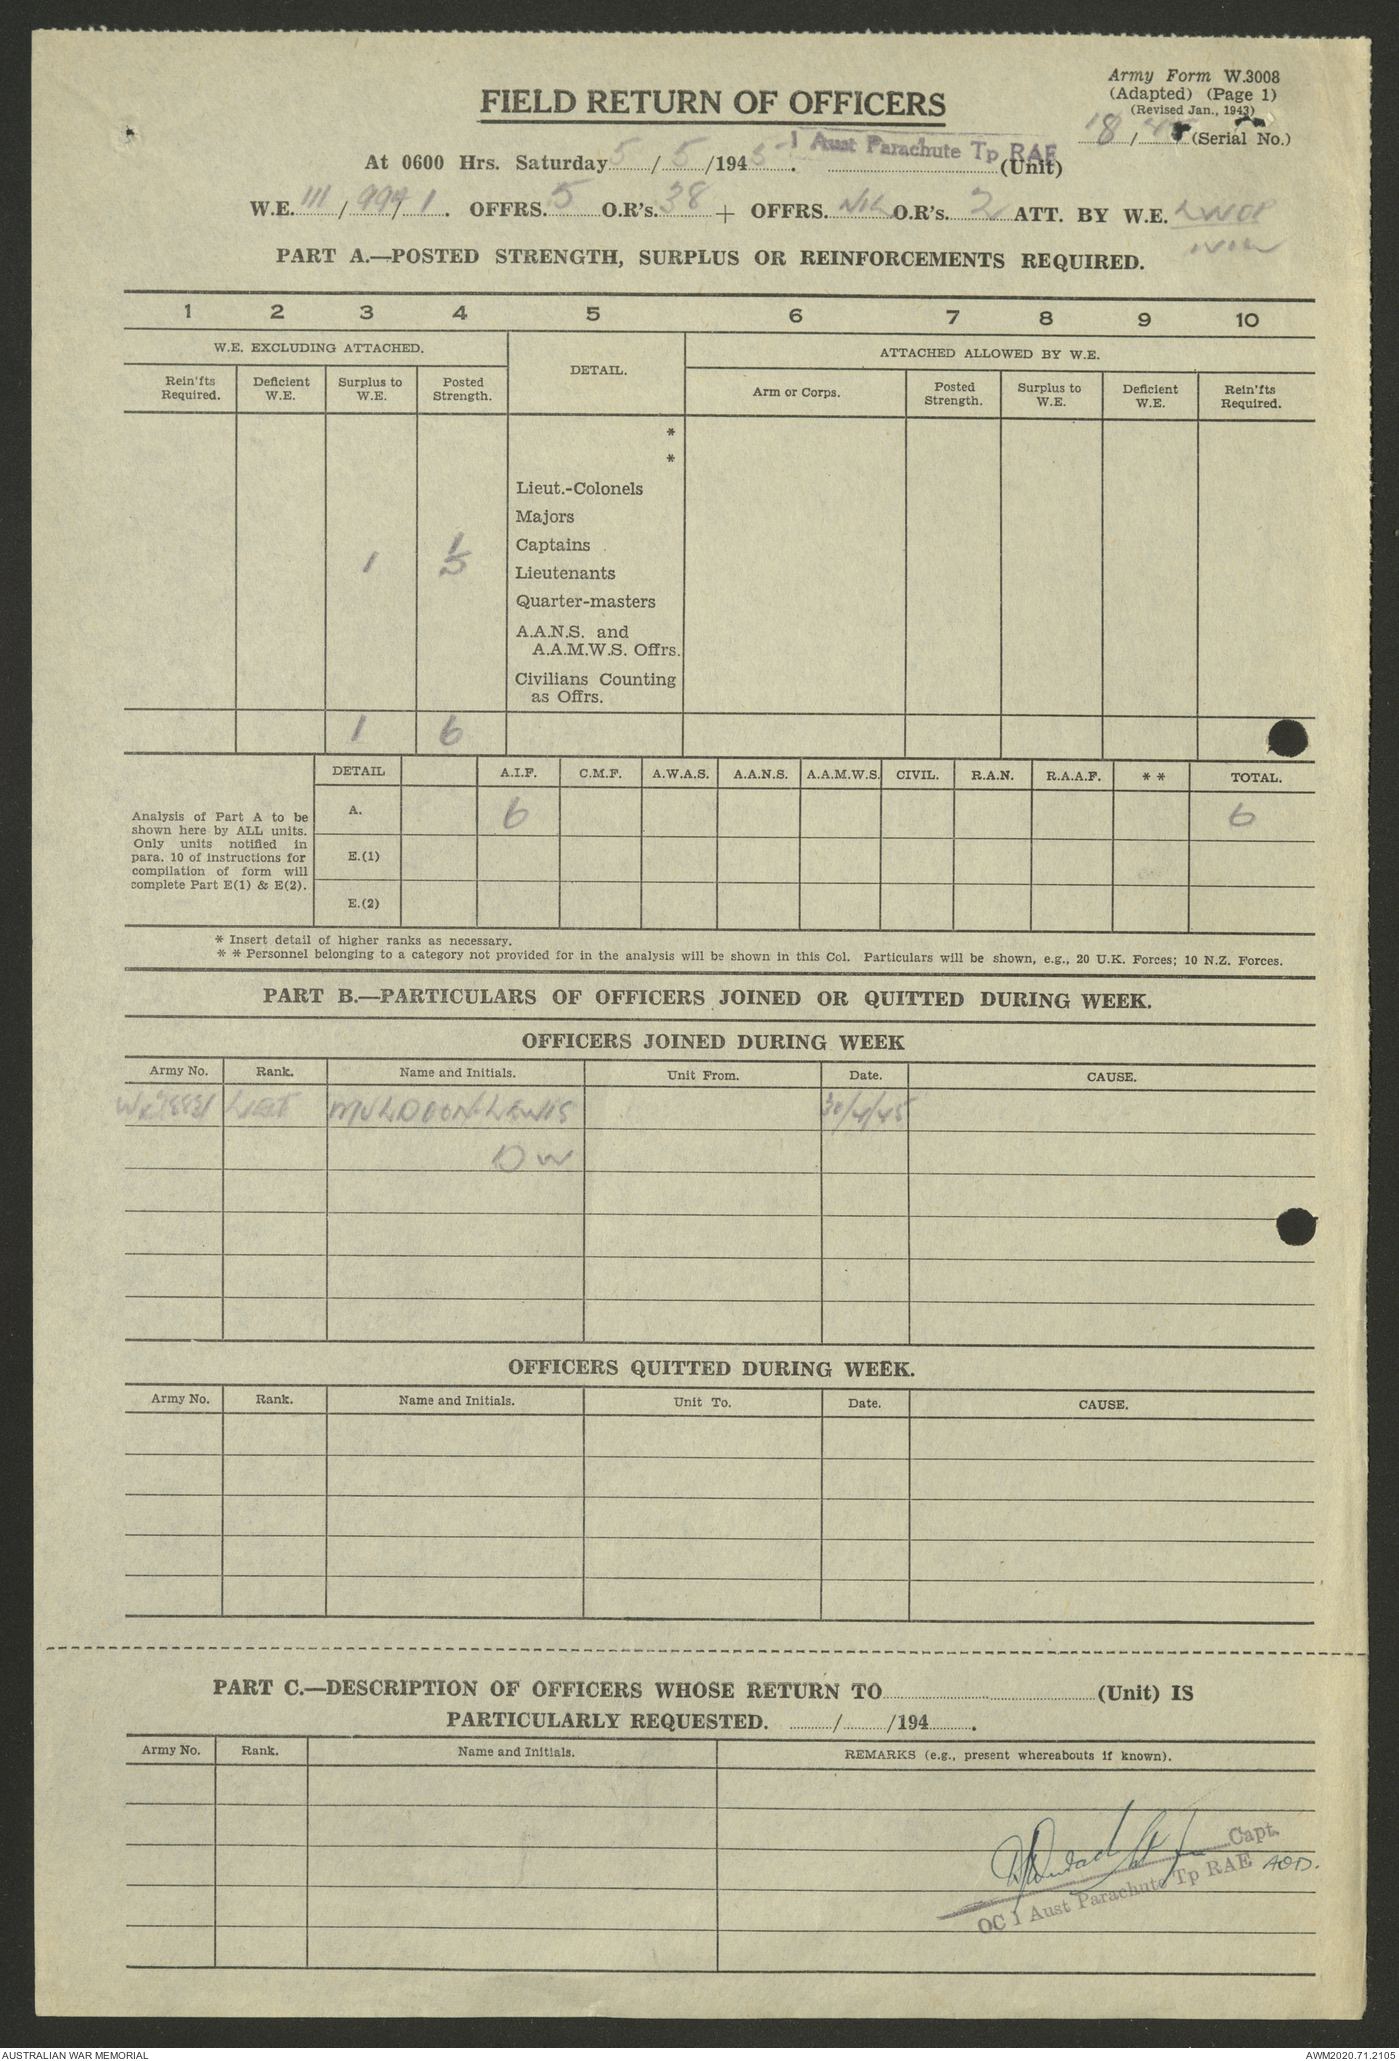 Army Form W.3008
(Adapted) (Page 1)
(Revised Jan., 1943)
18/45 (Serial No.)
FIELD RETURN OF OFFICERS
At 0600 Hrs. Saturday 5/5/1945. 1 Aust Parachute Tp RAE (Unit)
W.E. III/994/1. OFFRS. 5 O.R's. 38 + OFFRS. NIL O.R's. 2 ATT. BY W.E.
PART A.—POSTED STRENGTH, SURPLUS OR REINFORCEMENTS REQUIRED.
1 2 3 4 5 6 7 8 9 10
W.E. EXCLUDING ATTACHED. DETAIL. ATTACHED ALLOWED BY W.E.
Rein'fts Required. Deficient W.E. Surplus to W.E. Posted Strength. Arm or Corps. Posted Strength. Surplus to W.E. Deficient W.E. Rein'fts Required.
*
*
Lieut.-Colonels
Majors
1 Captains
1 5 Lieutenants
Quarter-masters
A.A.N.S. and
A.A.M.W.S. Offrs.
Civilians Counting
as Offrs.
1 6
DETAIL A.I.F. C.M.F. A.W.A.S. A.A.N.S. A.A.M.W.S. CIVIL. R.A.N. R.A.A.F. * * TOTAL.
Analysis of Part A to be
shown here by ALL units.
Only units notified in
para. 10 of instructions for
compilation of form will
complete Part E(1) & E(2).
A. 6 6
E.(1)
E.(2)
* Insert detail of higher ranks as necessary.
* * Personnel belonging to a category not provided for in the analysis will be shown in this Col. Particulars will be shown, e.g., 20 U.K. Forces; 10 N.Z. Forces.
PART B.—PARTICULARS OF OFFICERS JOINED OR QUITTED DURING WEEK.
OFFICERS JOINED DURING WEEK
Army No. Rank. Name and Initials. Unit From. Date. CAUSE.
MULDOON-LEWIS 30/4/45
D W
OFFICERS QUITTED DURING WEEK.
Army No. Rank. Name and Initials. Unit To. Date. CAUSE.
PART C.—DESCRIPTION OF OFFICERS WHOSE RETURN TO (Unit) IS
PARTICULARLY REQUESTED. / /194 .
Army No. Rank. Name and Initials. REMARKS (e.g., present whereabouts if known).
Capt.
OC 1 Aust Parachute Tp RAE
AUSTRALIAN WAR MEMORIAL
AWM2020.71.2105